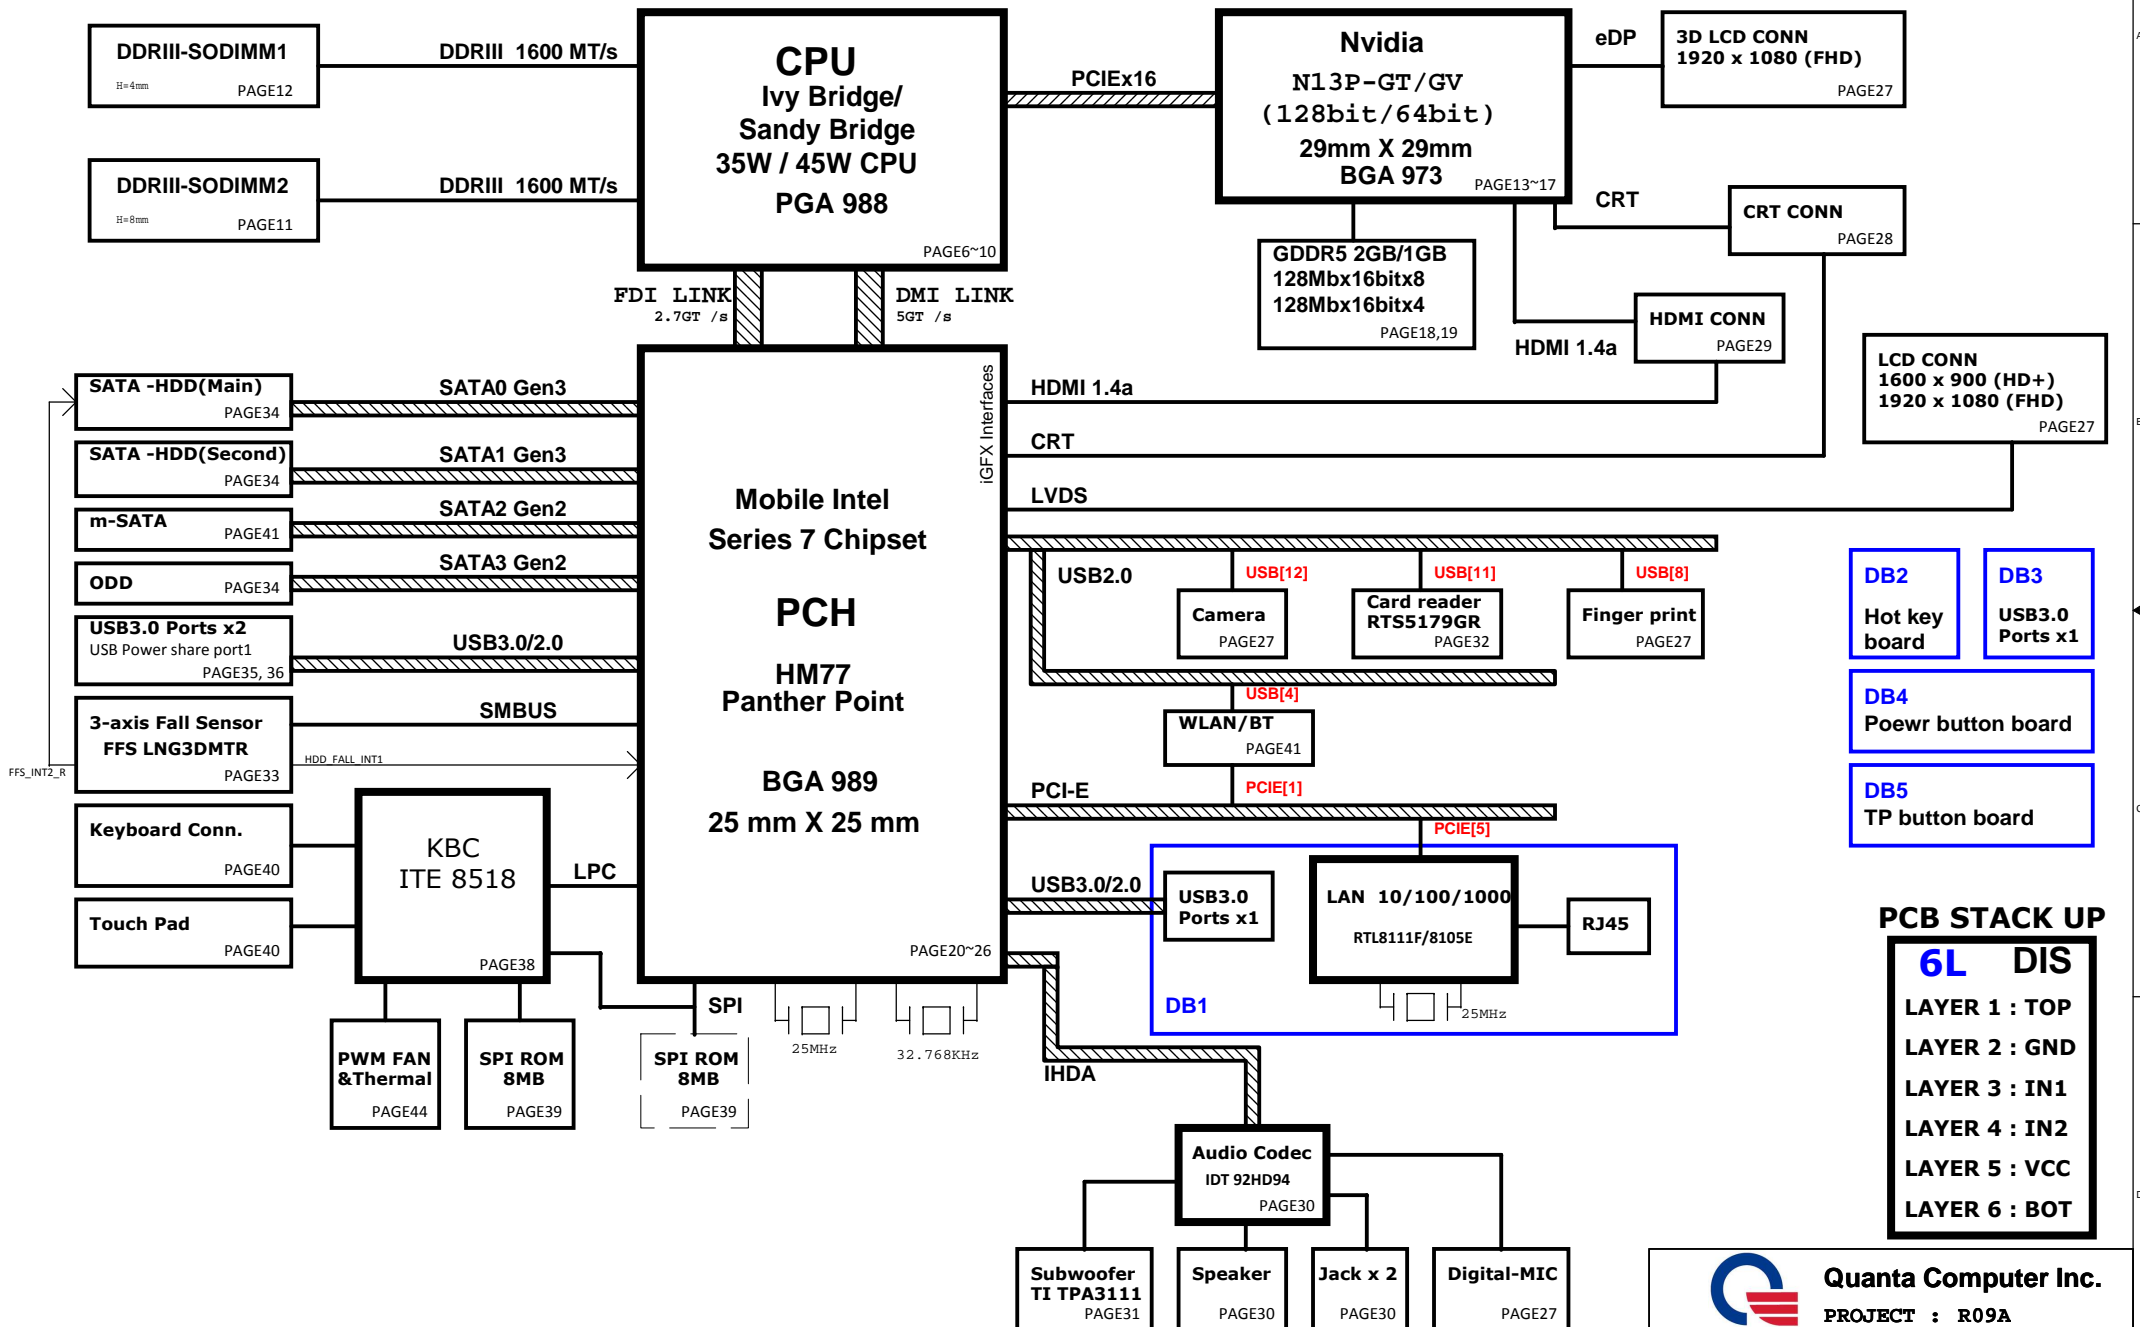 DDRIII-SODIMM1
H=4mm
PAGE12
DDRIII 1600 MT/s
DDRIII-SODIMM2
H=8mm
PAGE11
DDRIII 1600 MT/s
CPU
Ivy Bridge/
Sandy Bridge
35W / 45W CPU
PGA 988
PAGE6~10
PCIEx16
Nvidia
N13P-GT/GV
(128bit/64bit)
29mm X 29mm
BGA 973
PAGE13~17
eDP
3D LCD CONN
1920 x 1080 (FHD)
PAGE27
CRT
CRT CONN
PAGE28
GDDR5 2GB/1GB
128Mbx16bitx8
128Mbx16bitx4
PAGE18,19
HDMI CONN
PAGE29
HDMI 1.4a
LCD CONN
1600 x 900 (HD+)
1920 x 1080 (FHD)
PAGE27
FDI LINK
2.7GT /s
DMI LINK
5GT /s
SATA -HDD(Main)
PAGE34
SATA0 Gen3
SATA -HDD(Second)
PAGE34
SATA1 Gen3
m-SATA
PAGE41
SATA2 Gen2
ODD
PAGE34
SATA3 Gen2
USB3.0 Ports x2
USB Power share port1
PAGE35, 36
USB3.0/2.0
3-axis Fall Sensor
FFS LNG3DMTR
PAGE33
SMBUS
HDD_FALL_INT1
FFS_INT2_R
Keyboard Conn.
PAGE40
Touch Pad
PAGE40
KBC
ITE 8518
PAGE38
LPC
PWM FAN
&Thermal
PAGE44
SPI ROM
8MB
PAGE39
SPI
SPI ROM
8MB
PAGE39
25MHz
32.768KHz
iGFX Interfaces
Mobile Intel
Series 7 Chipset
PCH
HM77
Panther Point
BGA 989
25 mm X 25 mm
PAGE20~26
HDMI 1.4a
CRT
LVDS
USB2.0
USB[12]
Camera
PAGE27
USB[11]
Card reader
RTS5179GR
PAGE32
USB[8]
Finger print
PAGE27
USB[4]
WLAN/BT
PAGE41
PCI-E
PCIE[1]
PCIE[5]
USB3.0/2.0
USB3.0
Ports x1
LAN 10/100/1000
RTL8111F/8105E
RJ45
25MHz
DB1
IHDA
Audio Codec
IDT 92HD94
PAGE30
Subwoofer
TI TPA3111
PAGE31
Speaker
PAGE30
Jack x 2
PAGE30
Digital-MIC
PAGE27
DB2
Hot key
board
DB3
USB3.0
Ports x1
DB4
Poewr button board
DB5
TP button board
PCB STACK UP
6L DIS
LAYER 1 : TOP
LAYER 2 : GND
LAYER 3 : IN1
LAYER 4 : IN2
LAYER 5 : VCC
LAYER 6 : BOT
Quanta Computer Inc.
PROJECT : R09A